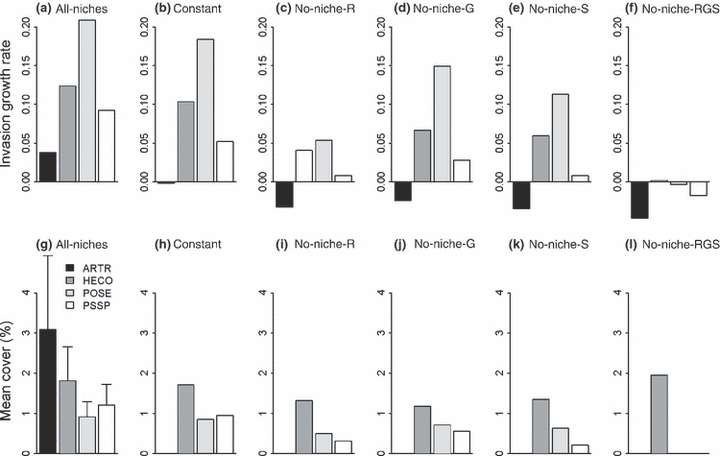 (a) All-niches
(b) Constant
(c) No-niche-R
(d) No-niche-G
(e) No-niche-S
(f) No-niche-RGS
Invasion growth rate
0.00 0.05 0.10 0.15 0.20
0.00 0.05 0.10 0.15 0.20
0.00 0.05 0.10 0.15 0.20
0.00 0.05 0.10 0.15 0.20
0.00 0.05 0.10 0.15 0.20
0.00 0.05 0.10 0.15 0.20
(g) All-niches
(h) Constant
(i) No-niche-R
(j) No-niche-G
(k) No-niche-S
(l) No-niche-RGS
ARTR
HECO
POSE
PSSP
Mean cover (%)
0 1 2 3 4
0 1 2 3 4
0 1 2 3 4
0 1 2 3 4
0 1 2 3 4
0 1 2 3 4